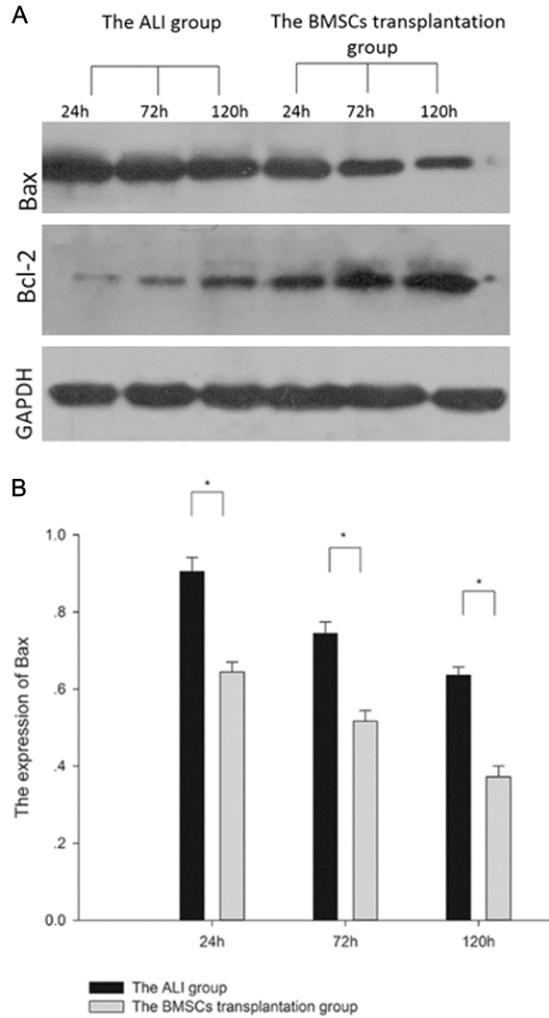 A
The ALI group
The BMSCs transplantation
group
24h 72h 120h 24h 72h 120h
Bax
Bcl-2
GAPDH
B
*
*
*
1.0
.8
.6
.4
.2
0.0
The expression of Bax
24h 72h 120h
The ALI group
The BMSCs transplantation group